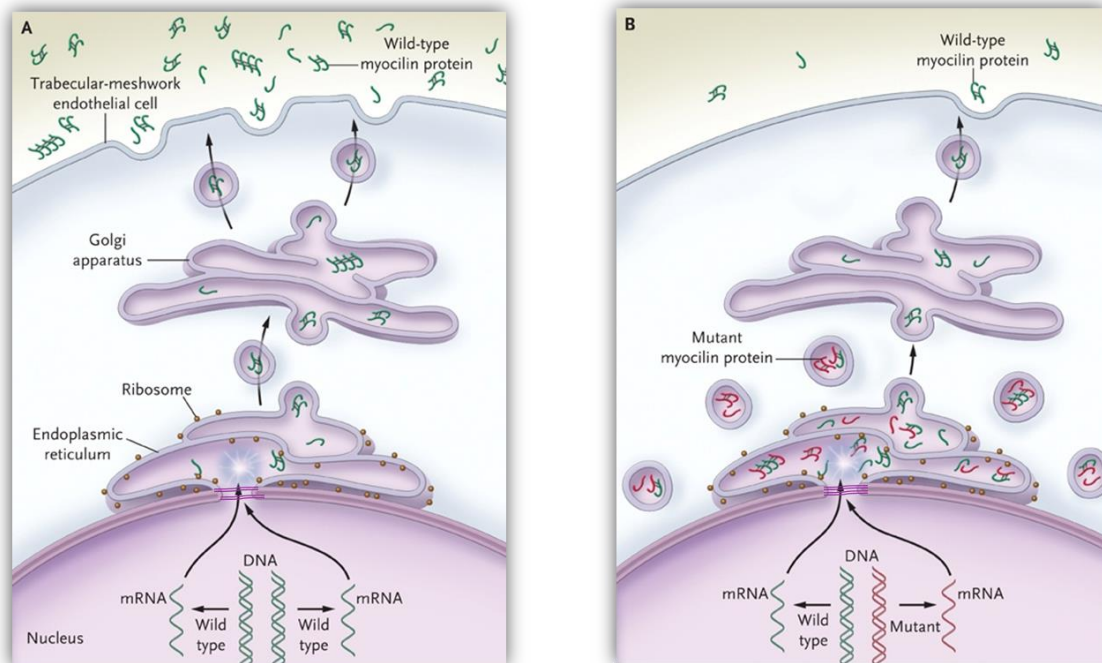 A
Wild-type
myocilin protein
Trabecular-meshwork
endothelial cell
Golgi
apparatus
Ribosome
Endoplasmic
reticulum
DNA
mRNA
mRNA
Wild
type
Wild
type
Nucleus
B
Wild-type
myocilin protein
Mutant
myocilin protein
DNA
mRNA
mRNA
Wild
type
Mutant